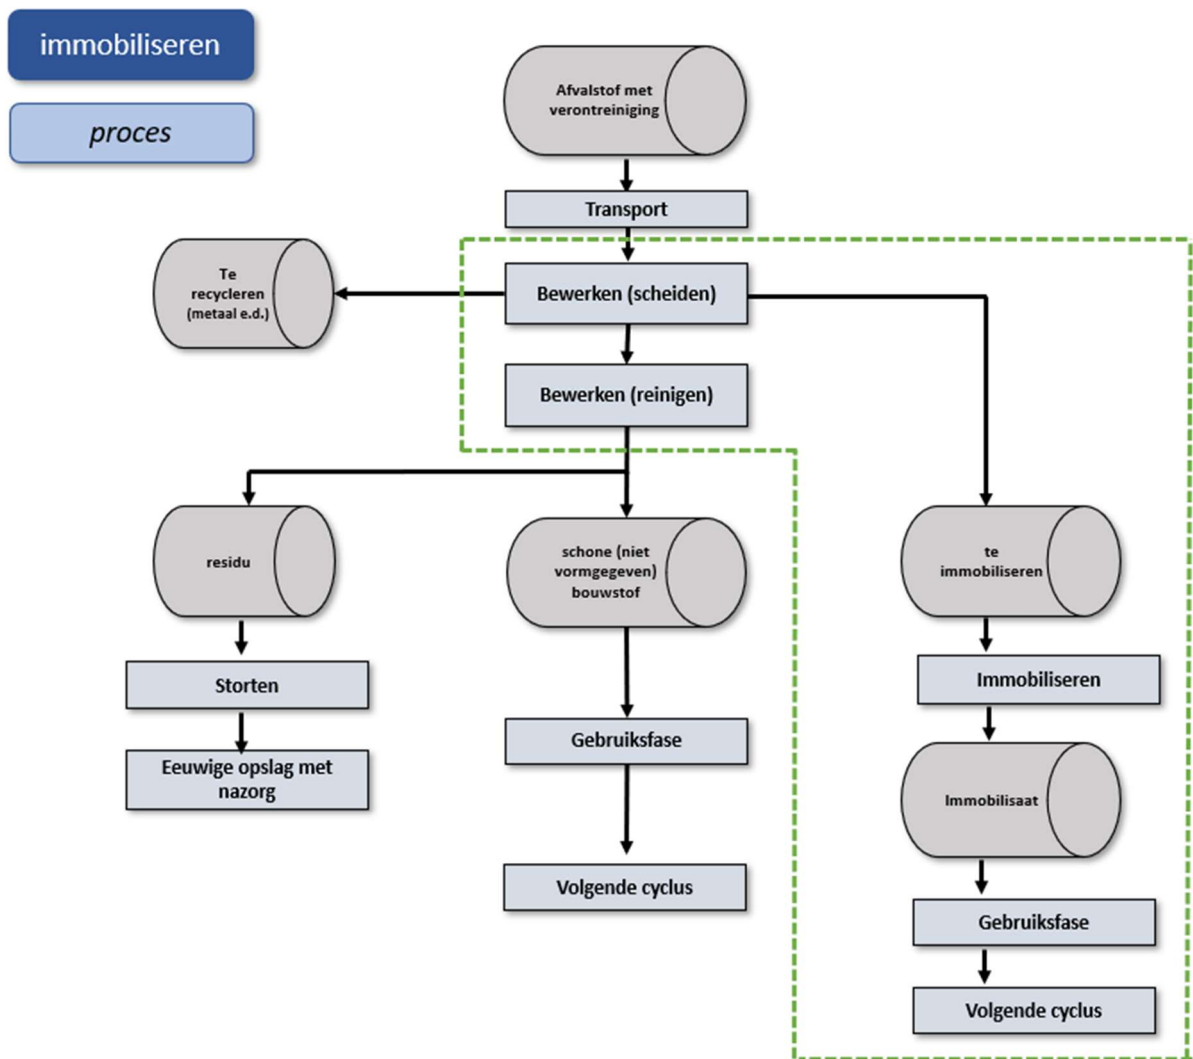 immobiliseren
proces
Afvalstof met
verontreiniging
Transport
Te
recycleren
(metaal e.d.)
Bewerken (scheiden)
Bewerken (reinigen)
residu
schone (niet
vormgegeven)
bouwstof
te
immobiliseren
Storten
Immobiliseren
Gebruiksfase
Eeuwige opslag met
nazorg
Immobilisaat
Volgende cyclus
Gebruiksfase
Volgende cyclus